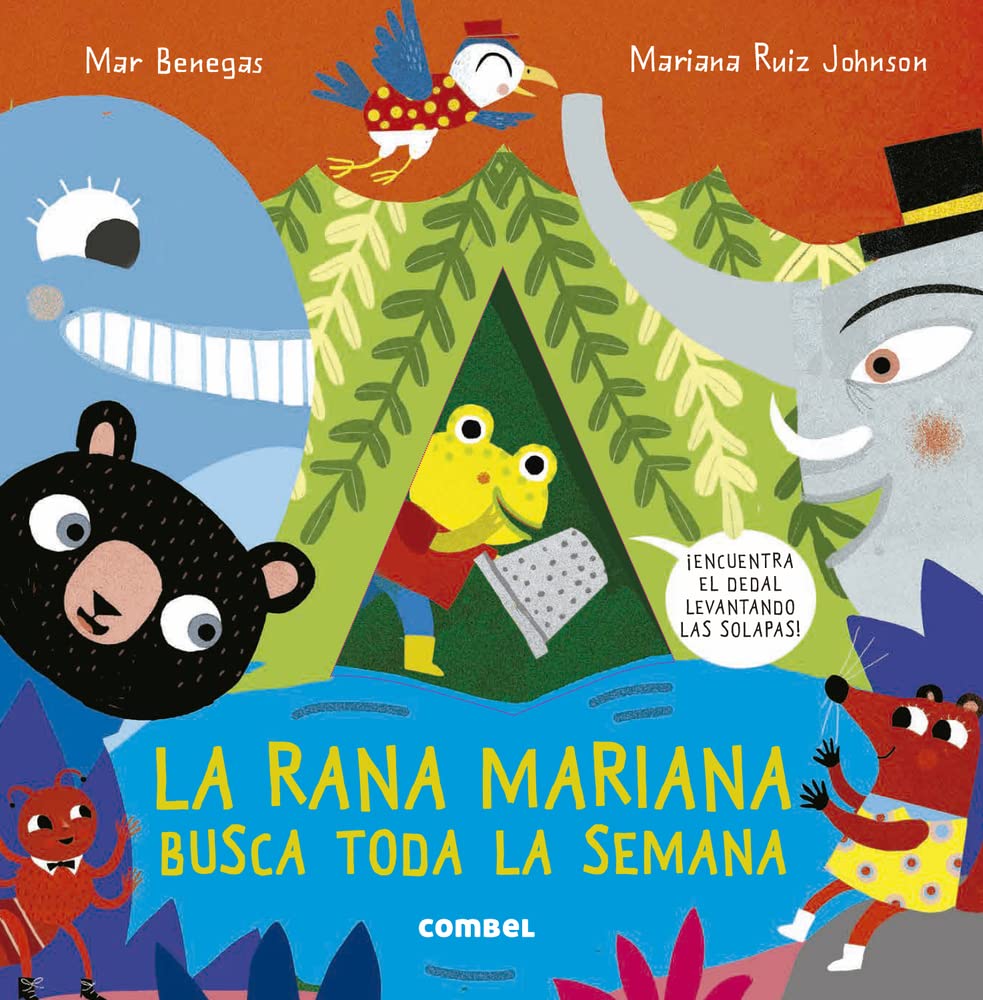 Mar Benegas
Mariana Ruiz Johnson
¡ENCUENTRA
EL DEDAL
LEVANTANDO
LAS SOLAPAS!
LA RANA MARIANA
BUSCA TODA LA SEMANA
COMBEL